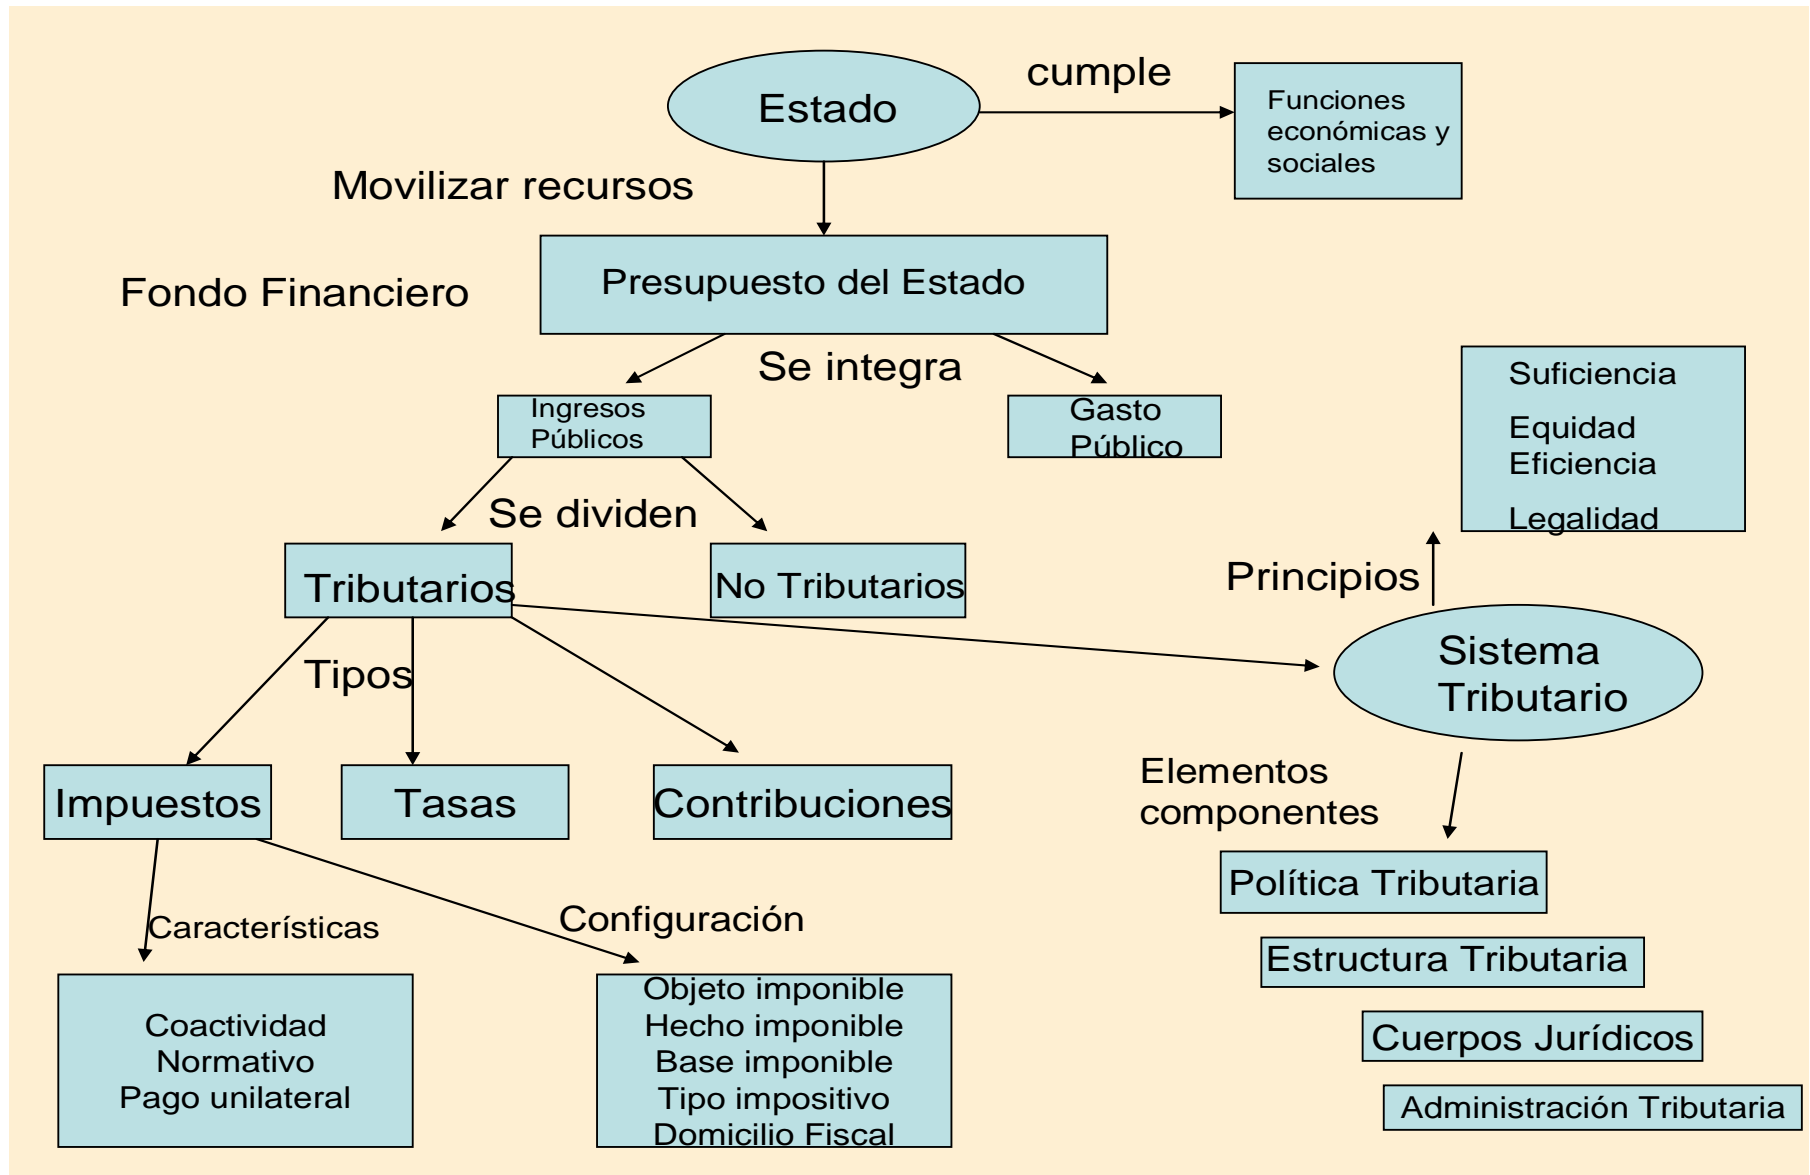 Estado
cumple
Funciones
económicas y
sociales
Movilizar recursos
Presupuesto del Estado
Fondo Financiero
Se integra
Ingresos
Públicos
Gasto
Público
Suficiencia
Equidad
Eficiencia
Legalidad
Se dividen
Tributarios
No Tributarios
Principios
Sistema
Tributario
Tipos
Impuestos
Tasas
Contribuciones
Elementos
componentes
Política Tributaria
Estructura Tributaria
Cuerpos Jurídicos
Administración Tributaria
Características
Configuración
Coactividad
Normativo
Pago unilateral
Objeto imponible
Hecho imponible
Base imponible
Tipo impositivo
Domicilio Fiscal